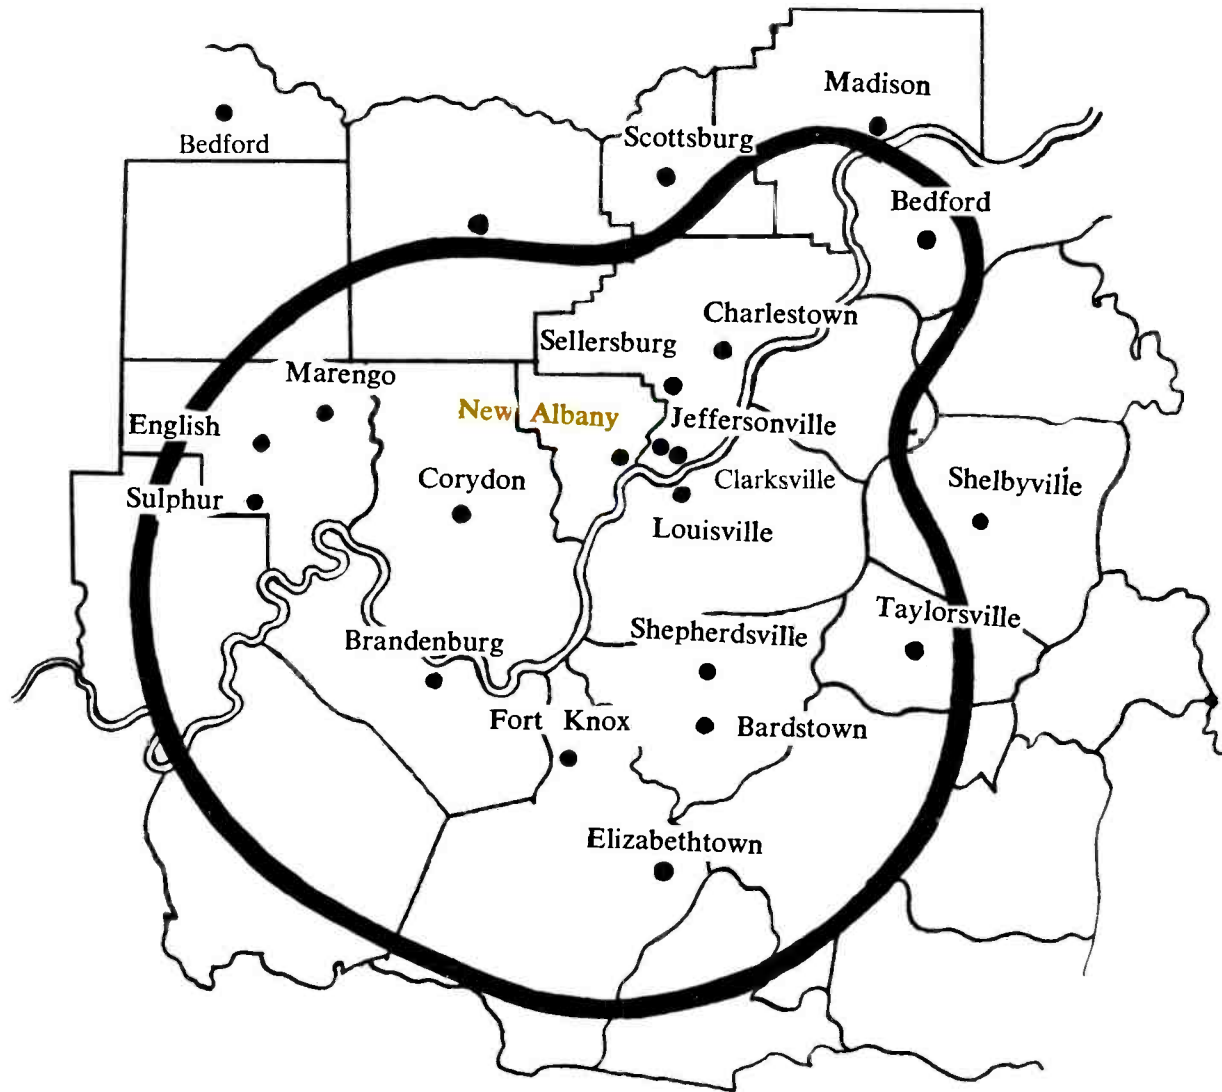 Madison
Scottsburg
Bedford
Bedford
Charlestown
Sellersburg
Marengo
New Albany
Jeffersonville
English
Corydon
Clarksville
Shelbyville
Sulphur
Louisville
Taylorsville
Shepherdsville
Brandenburg
Fort Knox
Bardstown
Elizabethtown